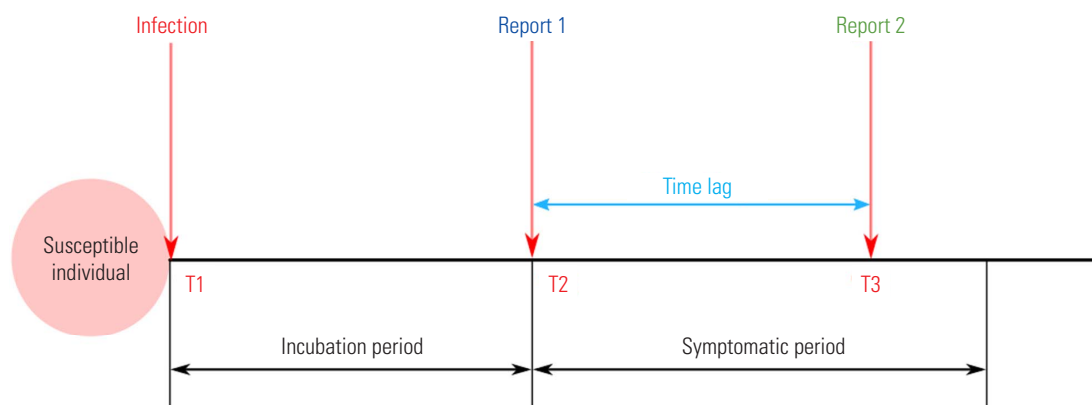 Infection
Report 1
Report 2
Time lag
Susceptible
individual
T1
T2
T3
Incubation period
Symptomatic period